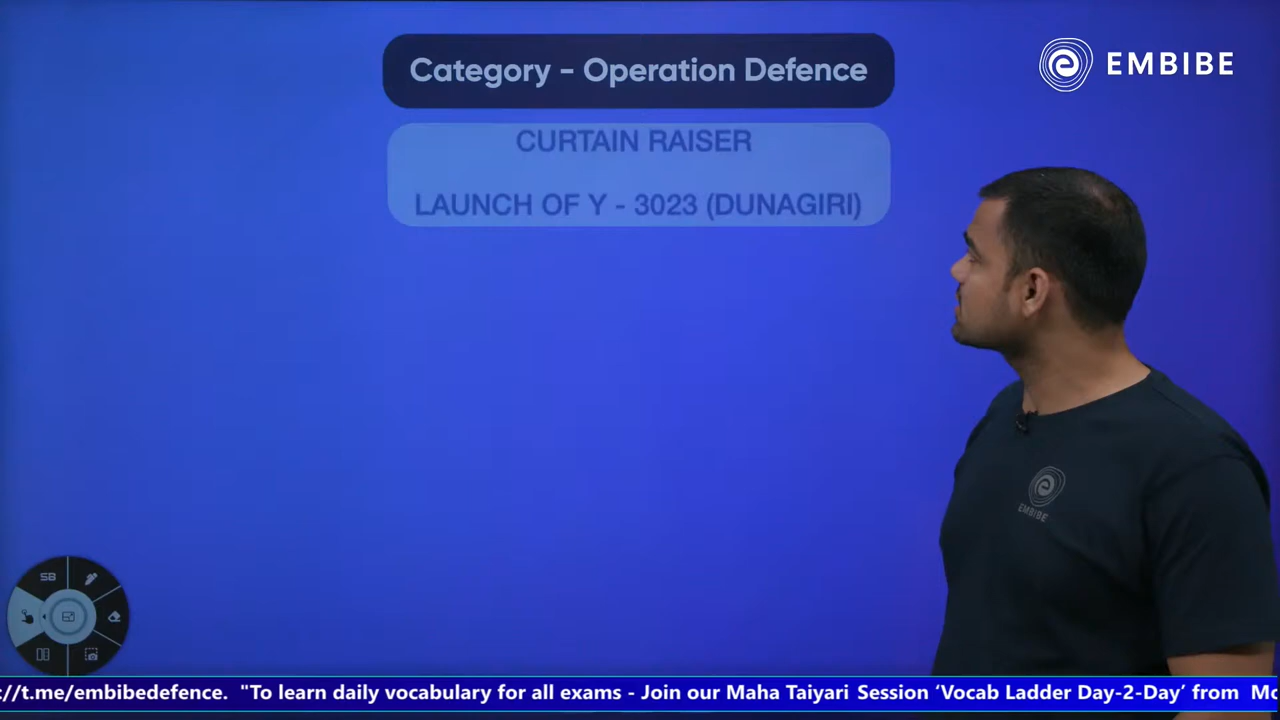 Category - Operation Defence
EMBIBE
CURTAIN RAISER
LAUNCH OF Y - 3023 (DUNAGIRI)
EMBIBE
SB
://t.me/embibedefence. "To learn daily vocabulary for all exams - Join our Maha Taiyari Session ‘Vocab Ladder Day-2-Day’ from